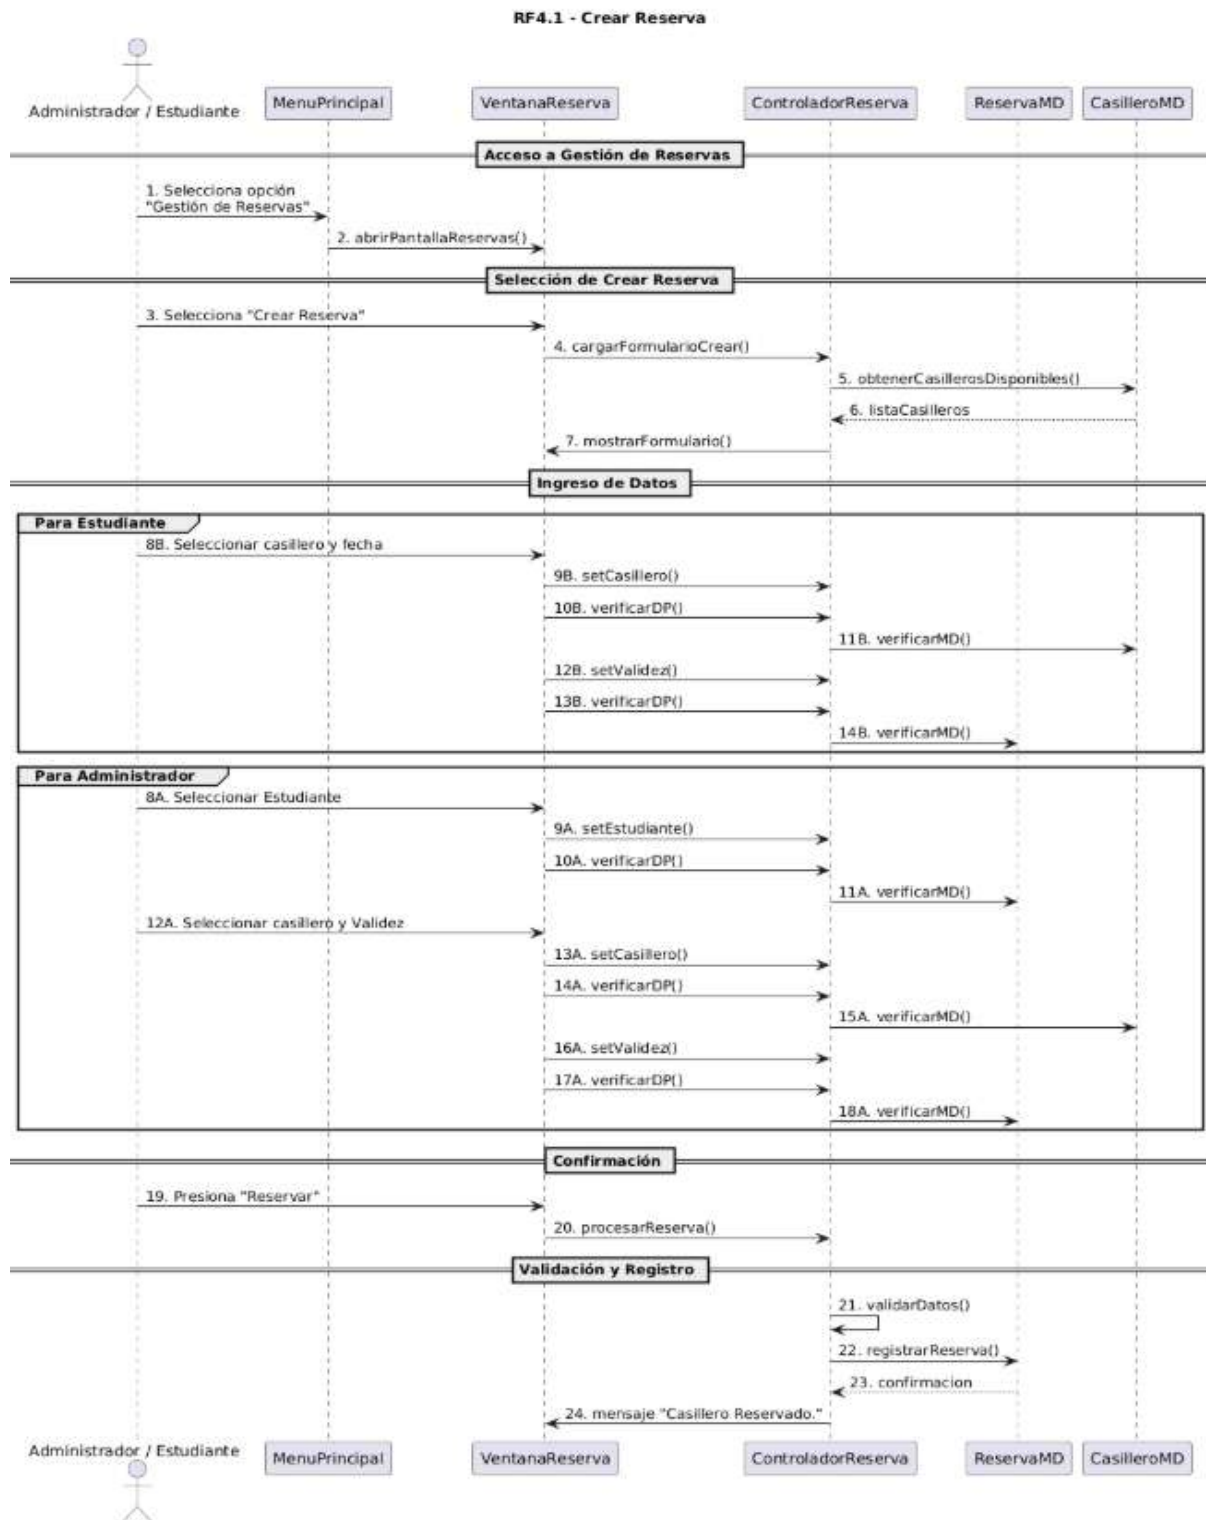 RF4.1 - Crear Reserva
Administrador / Estudiante
MenuPrincipal
VentanaReserva
ControladorReserva
ReservaMD
CasilleroMD
Acceso a Gestión de Reservas
1. Selecciona opción
"Gestión de Reservas"
2. abrirPantallaReservas()
Selección de Crear Reserva
3. Selecciona "Crear Reserva"
4. cargarFormularioCrear()
5. obtenerCasillerosDisponibles()
6. listaCasilleros
7. mostrarFormulario()
Ingreso de Datos
Para Estudiante
8B. Seleccionar casillero y fecha
9B. setCasillero()
10B. verificarDP()
11B. verificarMD()
12B. setValidez()
13B. verificarDP()
14B. verificarMD()
Para Administrador
8A. Seleccionar Estudiante
9A. setEstudiante()
10A. verificarDP()
11A. verificarMD()
12A. Seleccionar casillero y Validez
13A. setCasillero()
14A. verificarDP()
15A. verificarMD()
16A. setValidez()
17A. verificarDP()
18A. verificarMD()
Confirmación
19. Presiona "Reservar"
20. procesarReserva()
Validación y Registro
21. validarDatos()
22. registrarReserva()
23. confirmacion
24. mensaje "Casillero Reservado."
Administrador / Estudiante
MenuPrincipal
VentanaReserva
ControladorReserva
ReservaMD
CasilleroMD